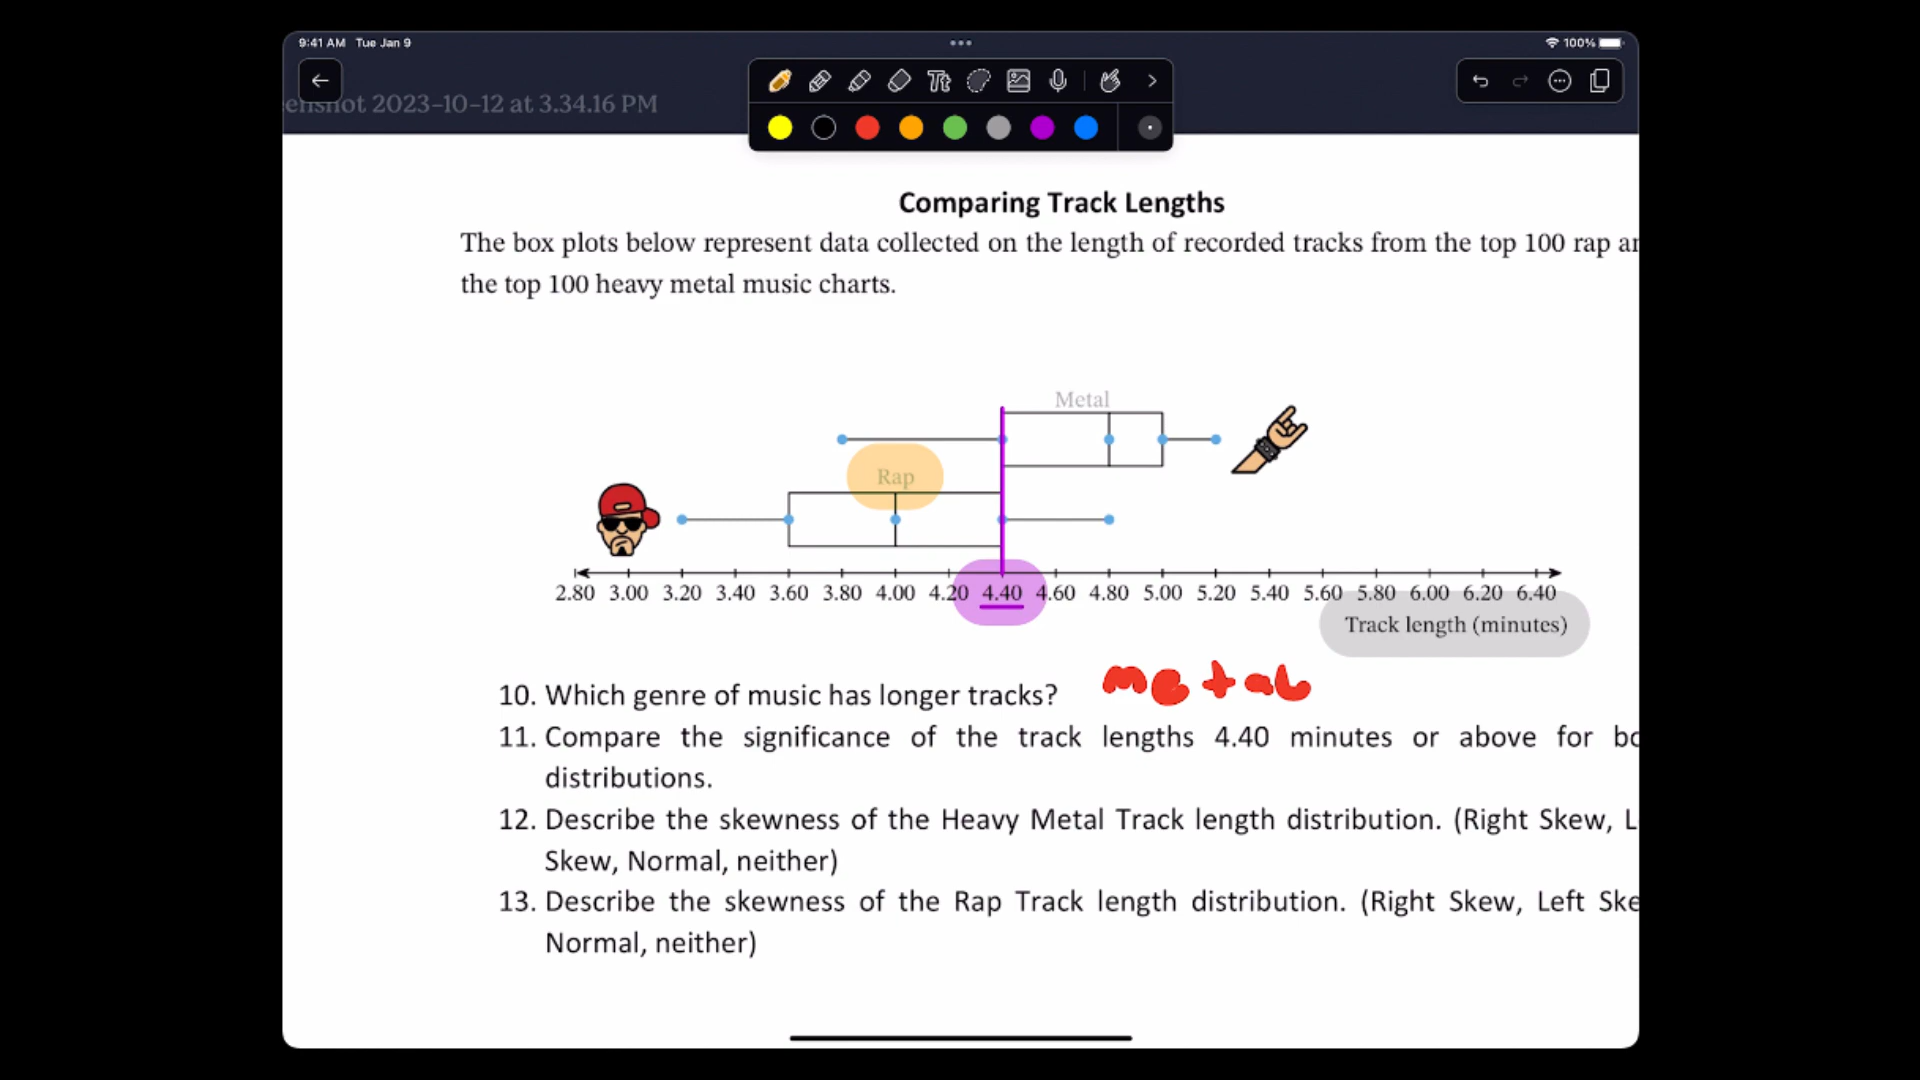 9:41 AM Tue Jan 9
100%
enshot 2023-10-12 at 3.34.16 PM
Tt
Comparing Track Lengths
The box plots below represent data collected on the length of recorded tracks from the top 100 rap
the top 100 heavy metal music charts.
Metal
Rap
2.80 3.00 3.20 3.40 3.60 3.80 4.00 4.20 4.40 4.60 4.80 5.00 5.20 5.40 5.60 5.80 6.00 6.20 6.40
Track length (minutes)
10. Which genre of music has longer tracks? Metal
11. Compare the significance of the track lengths 4.40 minutes or above for
distributions.
12. Describe the skewness of the Heavy Metal Track length distribution. (Right Skew, L
Skew, Normal, neither)
13. Describe the skewness of the Rap Track length distribution. (Right Skew, Left Ske
Normal, neither)